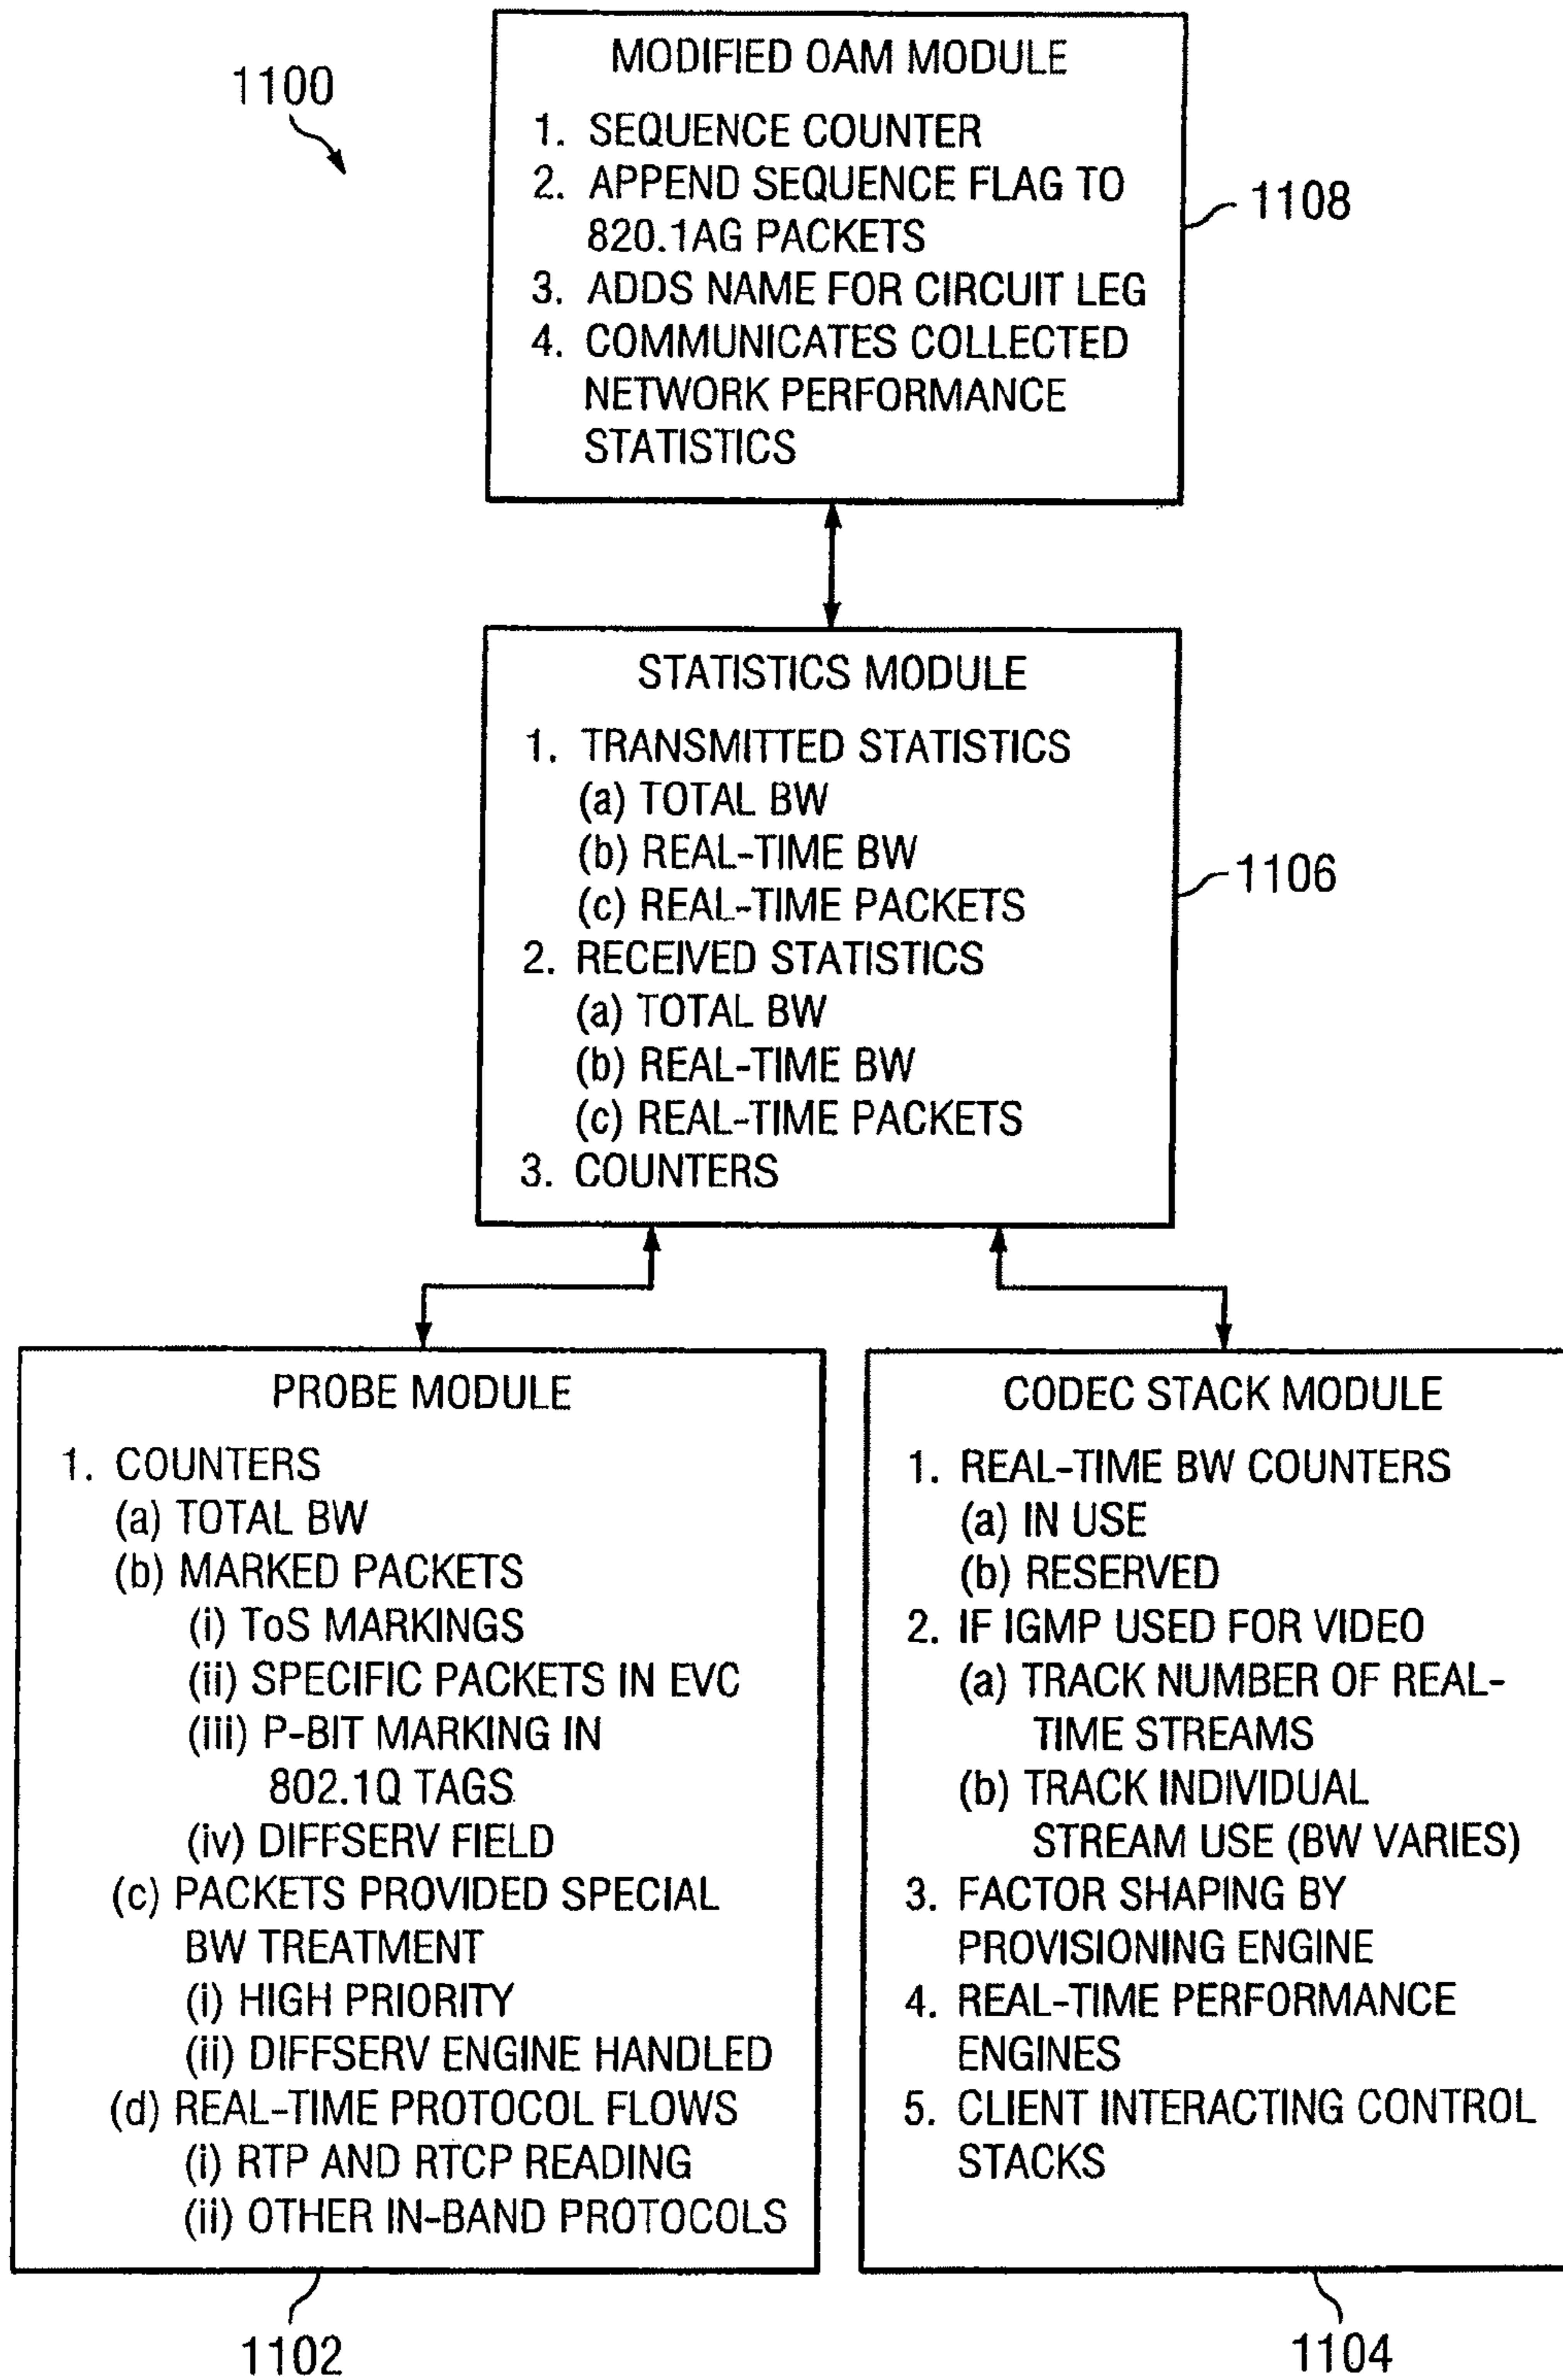 1100
MODIFIED OAM MODULE
1. SEQUENCE COUNTER
2. APPEND SEQUENCE FLAG TO
820.1AG PACKETS
3. ADDS NAME FOR CIRCUIT LEG
4. COMMUNICATES COLLECTED
NETWORK PERFORMANCE
STATISTICS
1108
STATISTICS MODULE
1. TRANSMITTED STATISTICS
(a) TOTAL BW
(b) REAL-TIME BW
(c) REAL-TIME PACKETS
2. RECEIVED STATISTICS
(a) TOTAL BW
(b) REAL-TIME BW
(c) REAL-TIME PACKETS
3. COUNTERS
1106
PROBE MODULE
1. COUNTERS
(a) TOTAL BW
(b) MARKED PACKETS
(i) ToS MARKINGS
(ii) SPECIFIC PACKETS IN EVC
(iii) P-BIT MARKING IN
802.1Q TAGS
(iv) DIFFSERV FIELD
(c) PACKETS PROVIDED SPECIAL
BW TREATMENT
(i) HIGH PRIORITY
(ii) DIFFSERV ENGINE HANDLED
(d) REAL-TIME PROTOCOL FLOWS
(i) RTP AND RTCP READING
(ii) OTHER IN-BAND PROTOCOLS
1102
CODEC STACK MODULE
1. REAL-TIME BW COUNTERS
(a) IN USE
(b) RESERVED
2. IF IGMP USED FOR VIDEO
(a) TRACK NUMBER OF REAL-
TIME STREAMS
(b) TRACK INDIVIDUAL
STREAM USE (BW VARIES)
3. FACTOR SHAPING BY
PROVISIONING ENGINE
4. REAL-TIME PERFORMANCE
ENGINES
5. CLIENT INTERACTING CONTROL
STACKS
1104